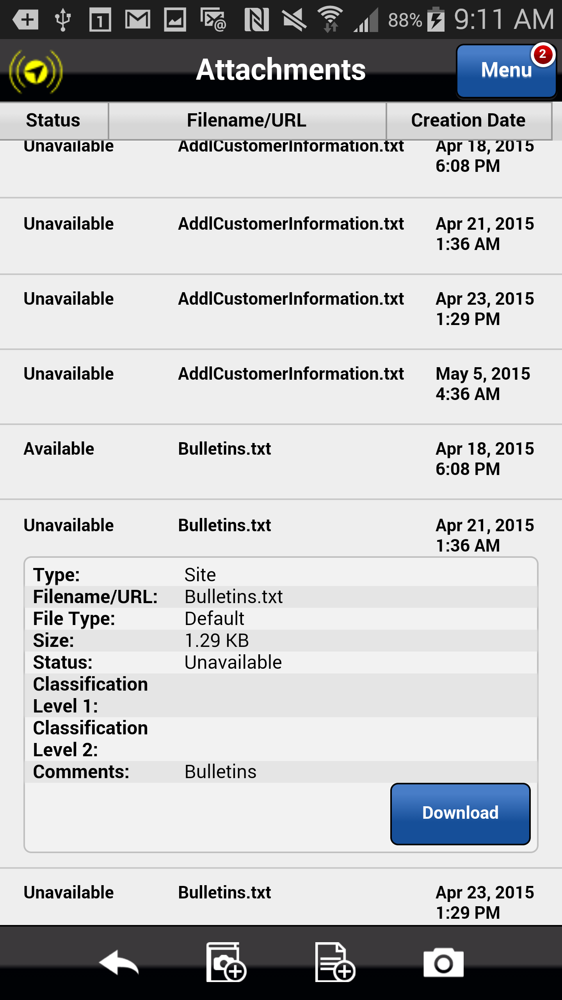 1
@
88%
9:11 AM
Attachments
Menu
2
Status
Filename/URL
Creation Date
Unavailable AddlCustomerInformation.txt Apr 18, 2015
6:08 PM
Unavailable AddlCustomerInformation.txt Apr 21, 2015
1:36 AM
Unavailable AddlCustomerInformation.txt Apr 23, 2015
1:29 PM
Unavailable AddlCustomerInformation.txt May 5, 2015
4:36 AM
Available Bulletins.txt Apr 18, 2015
6:08 PM
Unavailable Bulletins.txt Apr 21, 2015
1:36 AM
Type: Site
Filename/URL: Bulletins.txt
File Type: Default
Size: 1.29 KB
Status: Unavailable
Classification
Level 1:
Classification
Level 2:
Comments: Bulletins
Download
Unavailable Bulletins.txt Apr 23, 2015
1:29 PM